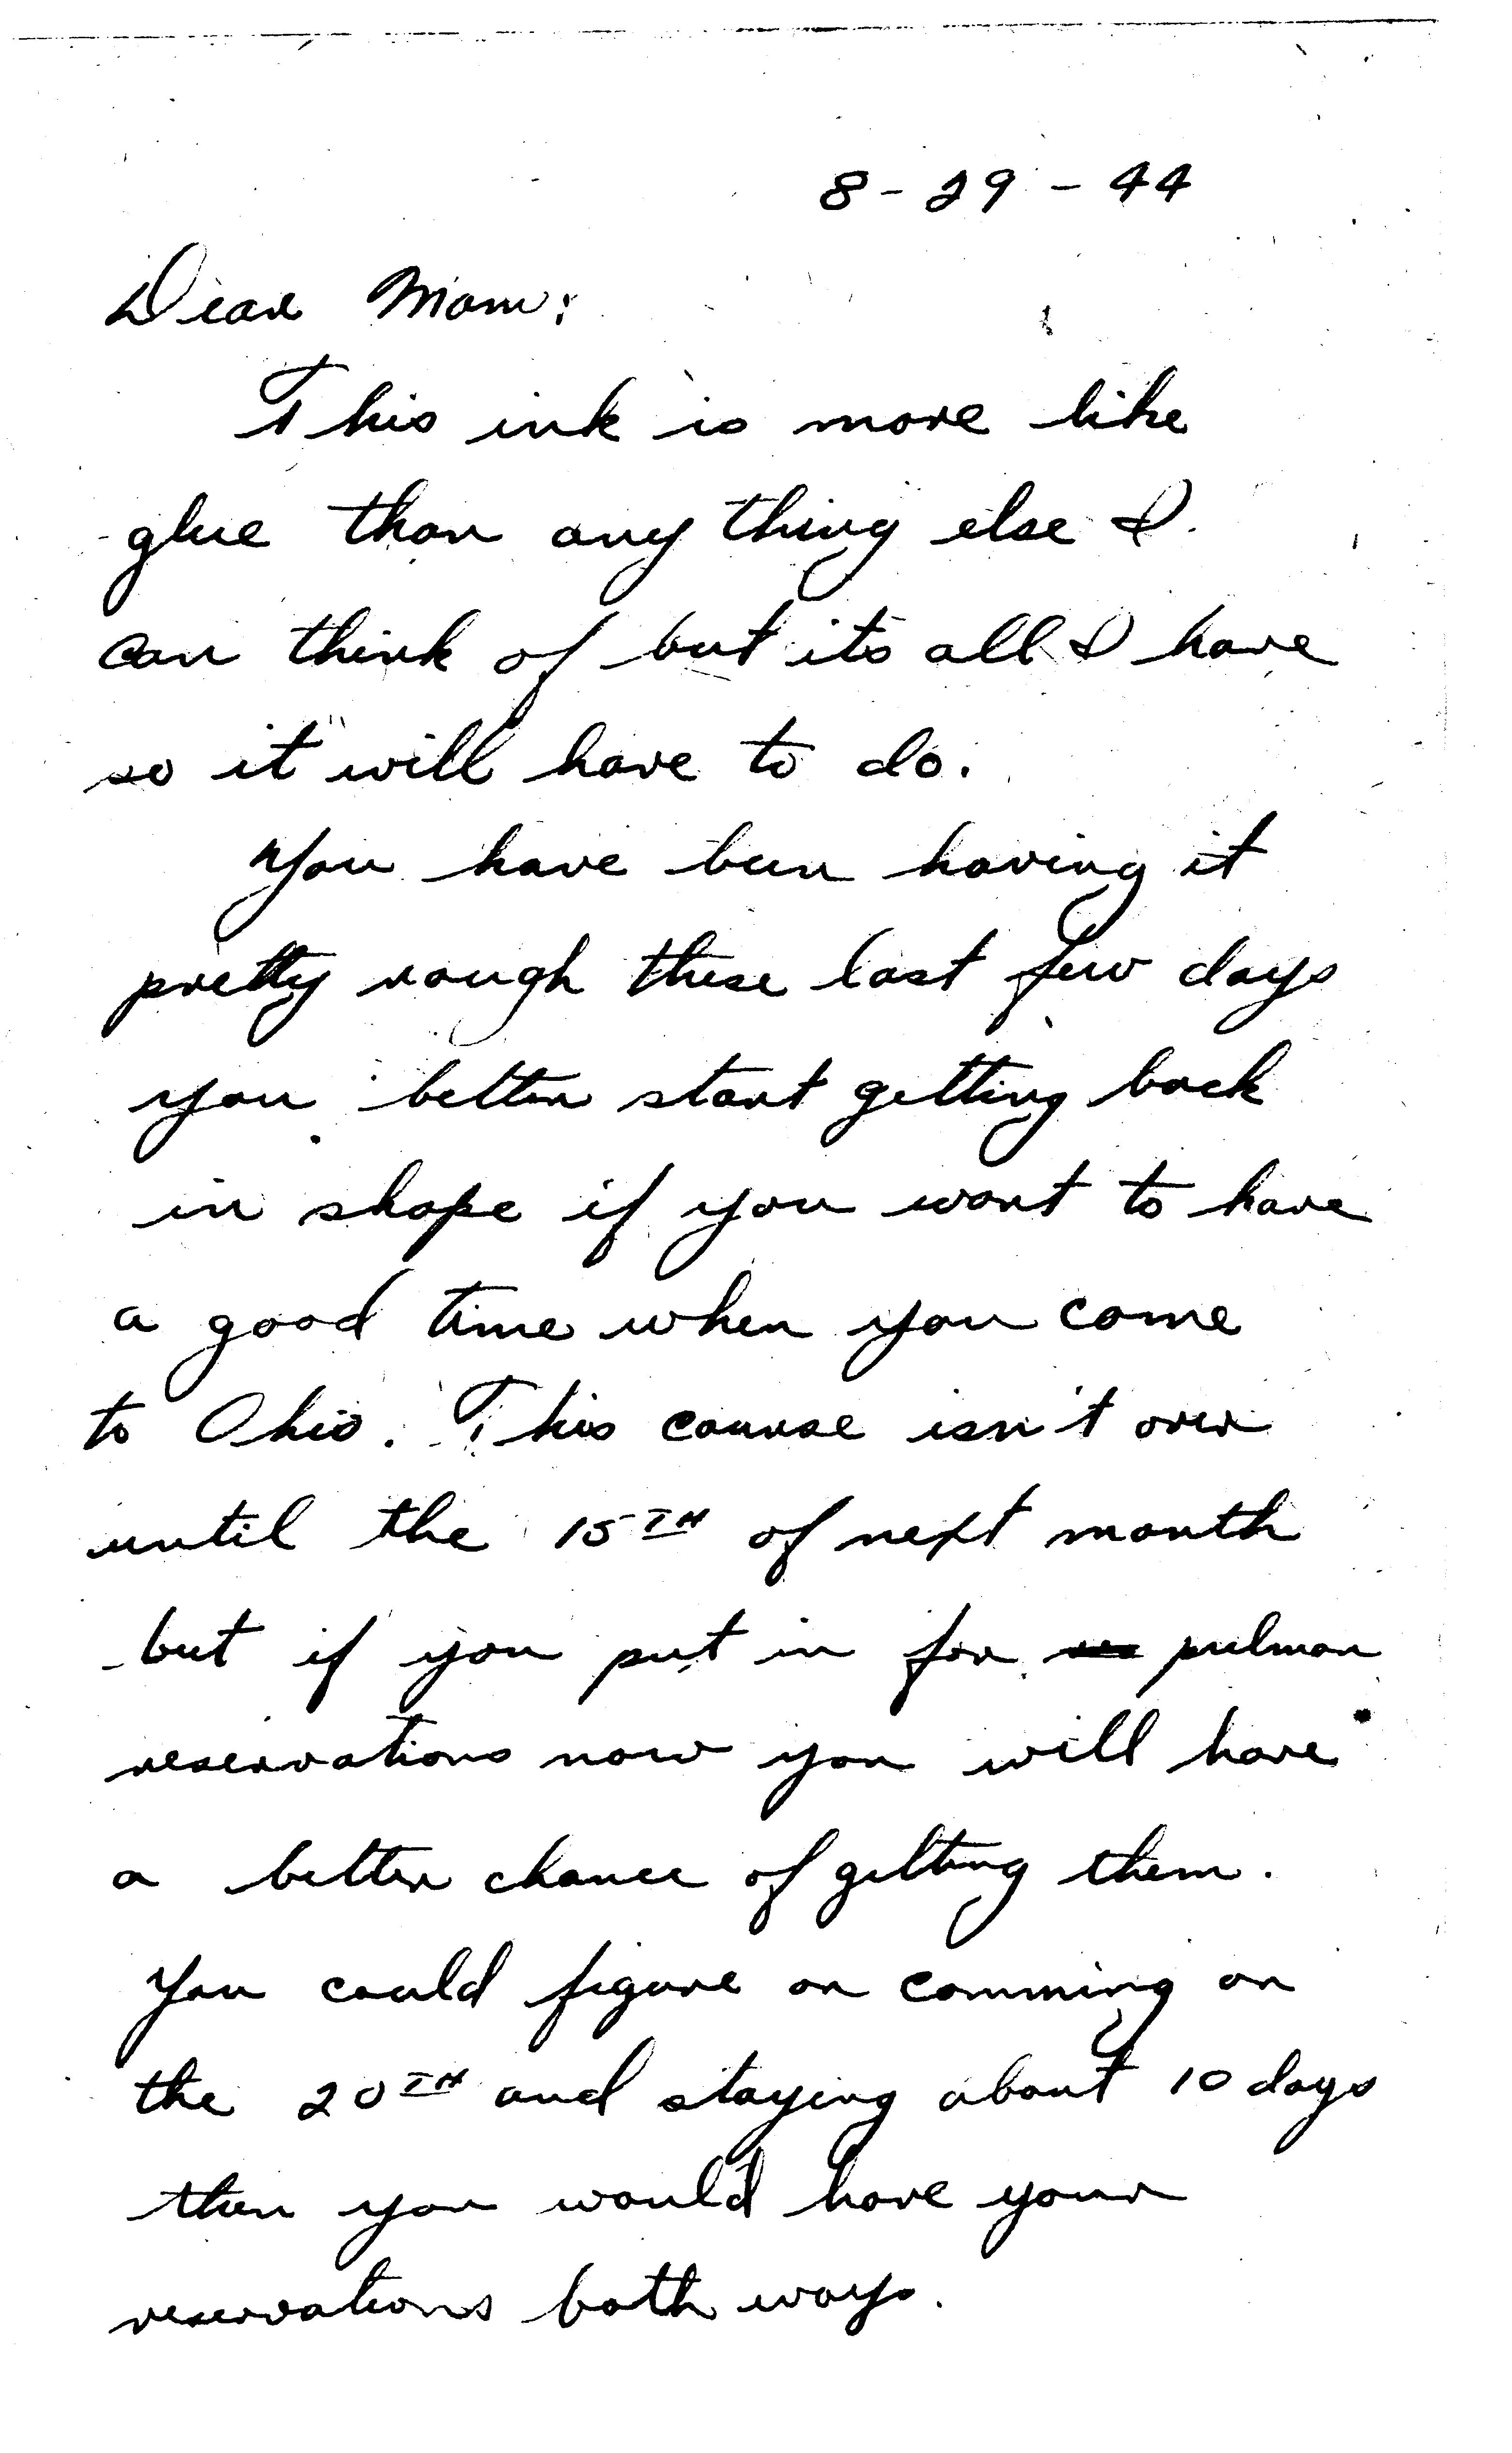 8-29-44
Dear Mom:
This ink is more like
glue than any thing else I
can think of but its all I have
so it will have to do.
You have been having it
pretty rough these last few days
you better start getting back
in shape if you want to have
a good time when you come
to Ohio. This course isn't over
until the 15TH of next month
but if you put in for pulman
reservations now you will have
a better chance of getting them.
You could figure on comming on
the 20TH and staying about 10 days
then you would have your
reservations both ways.